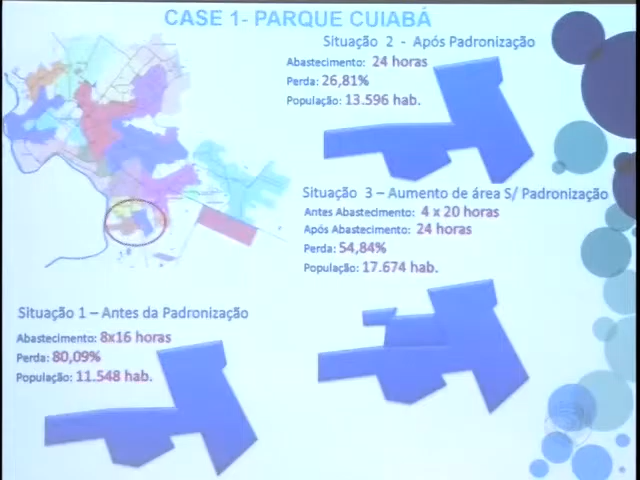 CASE 1- PARQUE CUIABÁ
Situação 2 - Após Padronização
Abastecimento: 24 horas
Perda: 26,81%
População: 13.596 hab.
Situação 3 – Aumento de área S/ Padronização
Antes Abastecimento: 4 x 20 horas
Após Abastecimento: 24 horas
Perda: 54,84%
População: 17.674 hab.
Situação 1 – Antes da Padronização
Abastecimento: 8x16 horas
Perda: 80,09%
População: 11.548 hab.